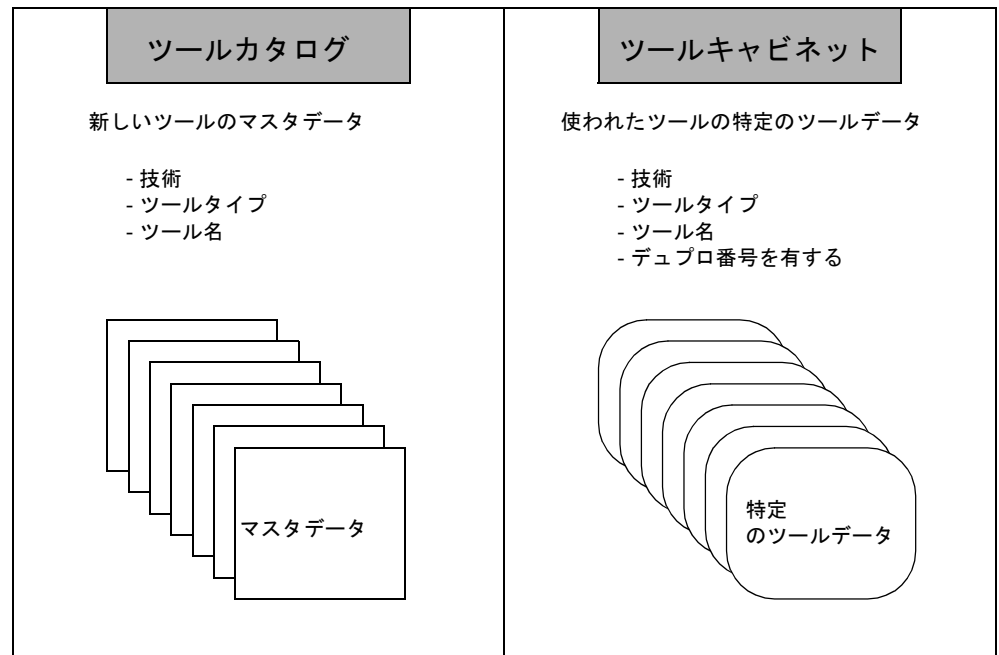 ツールカタログ
新しいツールのマスタデータ
- 技術
- ツールタイプ
- ツール名
マスタデータ
ツールキャビネット
使われたツールの特定のツールデータ
- 技術
- ツールタイプ
- ツール名
- デュプロ番号を有する
特定
のツールデータ